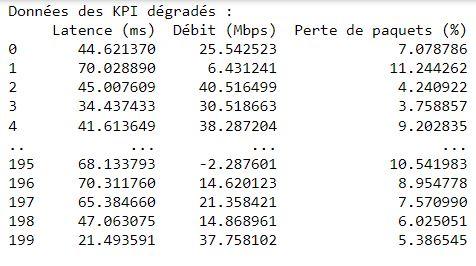 Données des KPI dégradés :
Latence (ms) Débit (Mbps) Perte de paquets (%)
0 44.621370 25.542523 7.078786
1 70.028890 6.431241 11.244262
2 45.007609 40.516499 4.240922
3 34.437433 30.518663 3.758857
4 41.613649 38.287204 9.202835
.. ... ... ...
195 68.133793 -2.287601 10.541983
196 70.311760 14.620123 8.954778
197 65.384660 21.358421 7.570990
198 47.063075 14.868961 6.025051
199 21.493591 37.758102 5.386545